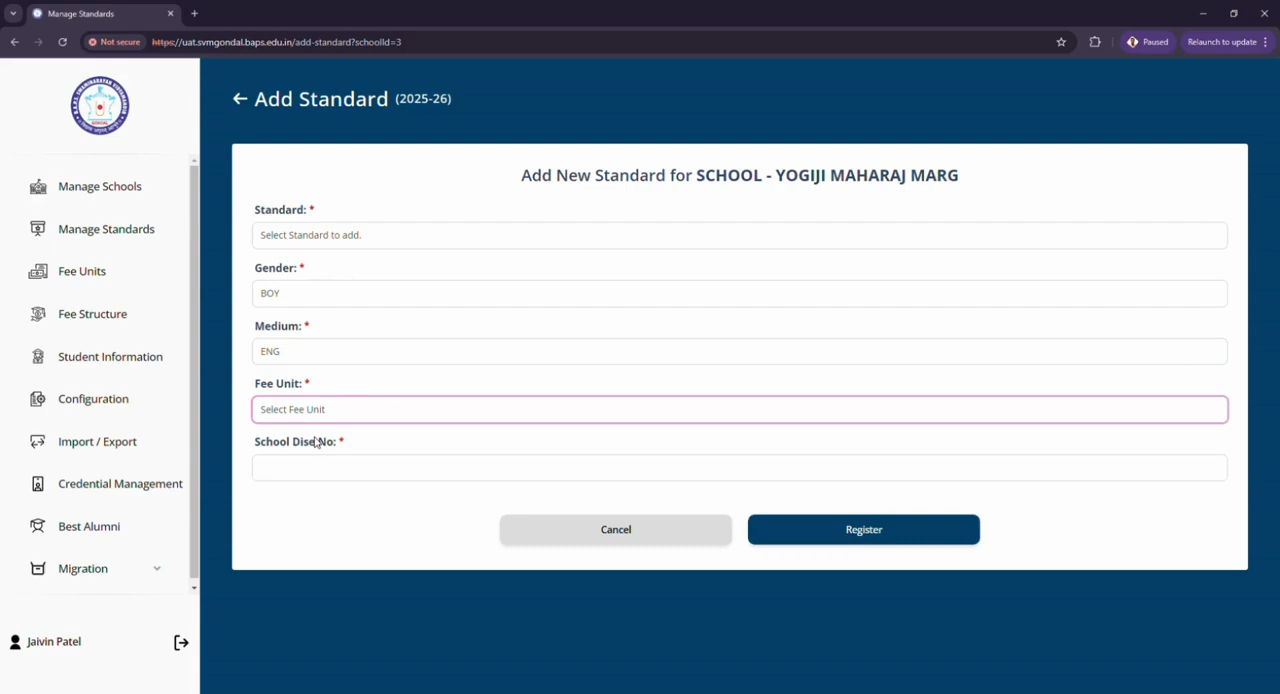 Manage Standards
Not secure
https://uat.svmgondal.baps.edu.in/add-standard?schoolId=3
Paused
Relaunch to update
Add Standard (2025-26)
Manage Schools
Manage Standards
Fee Units
Fee Structure
Student Information
Configuration
Import / Export
Credential Management
Best Alumni
Migration
Jaivin Patel
Add New Standard for SCHOOL - YOGIJI MAHARAJ MARG
Standard: *
Select Standard to add.
Gender: *
BOY
Medium: *
ENG
Fee Unit: *
Select Fee Unit
School Dise No: *
Cancel
Register